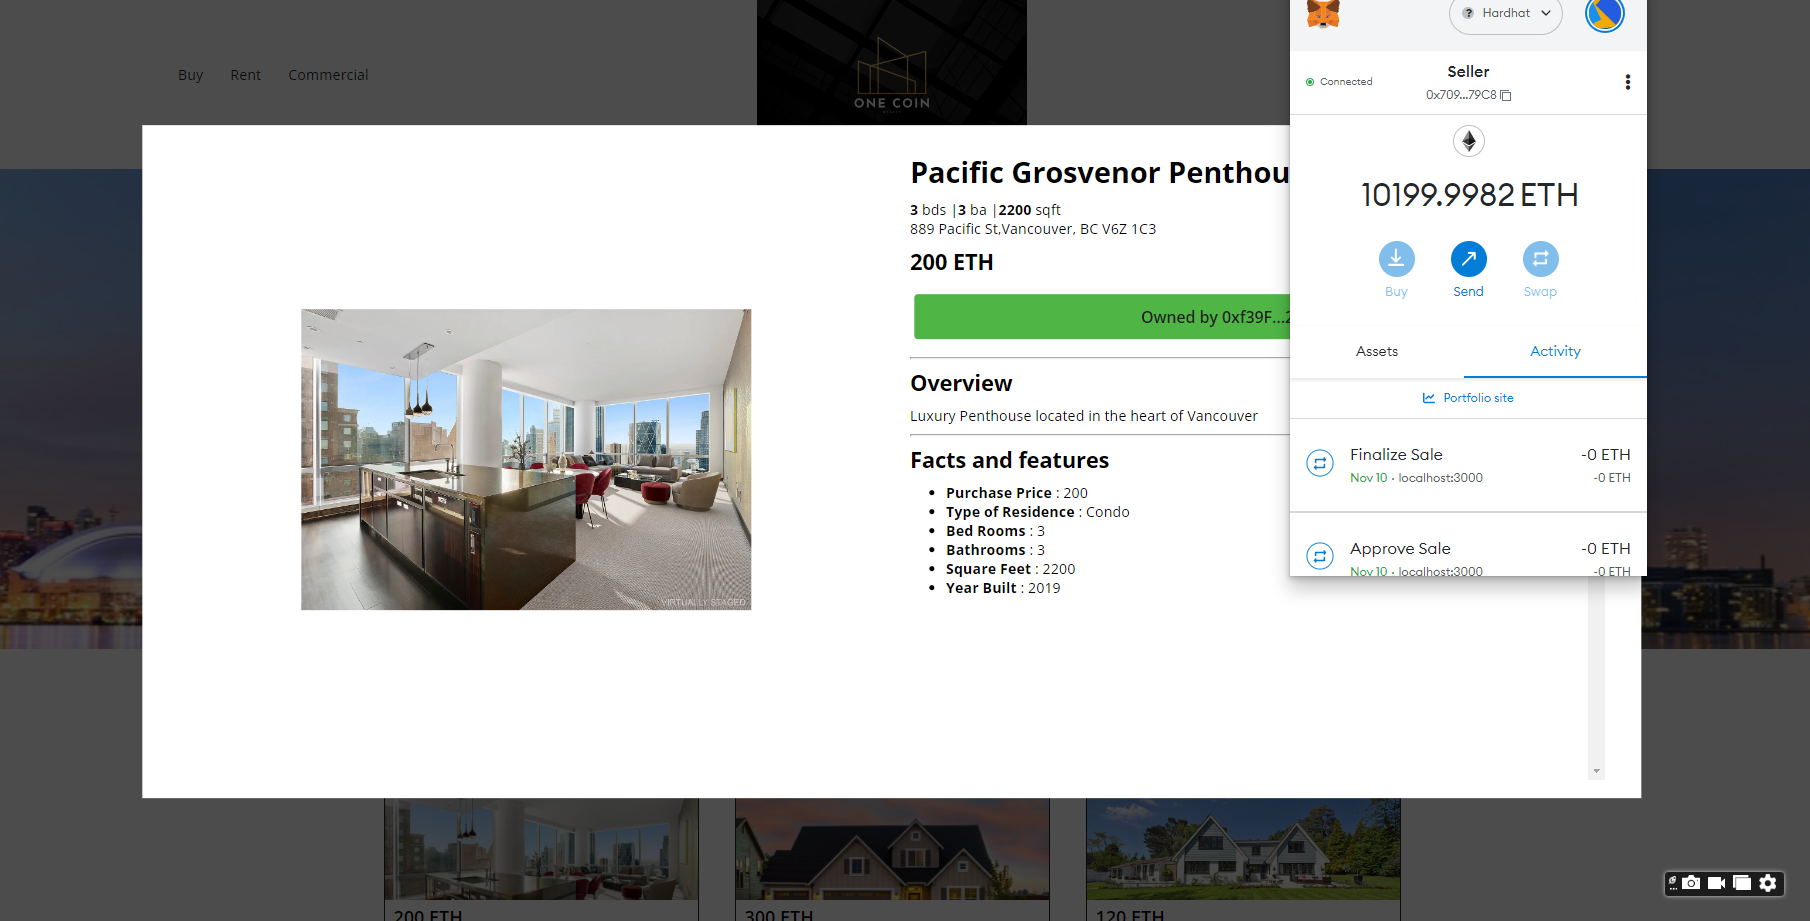 Buy Rent Commercial
ONE COIN
Pacific Grosvenor Penthou
3 bds |3 ba |2200 sqft
889 Pacific St,Vancouver, BC V6Z 1C3
200 ETH
Owned by 0xf39F...2
Overview
Luxury Penthouse located in the heart of Vancouver
Facts and features
Purchase Price : 200
Type of Residence : Condo
Bed Rooms : 3
Bathrooms : 3
Square Feet : 2200
Year Built : 2019
VIRTUALLY STAGED
? Hardhat
Connected
Seller
0x709...79C8
10199.9982 ETH
Buy Send Swap
Assets Activity
Portfolio site
Finalize Sale -0 ETH
Nov 10 · localhost:3000 -0 ETH
Approve Sale -0 ETH
Nov 10 · localhost:3000 -0 ETH
200 ETH 300 ETH 120 ETH